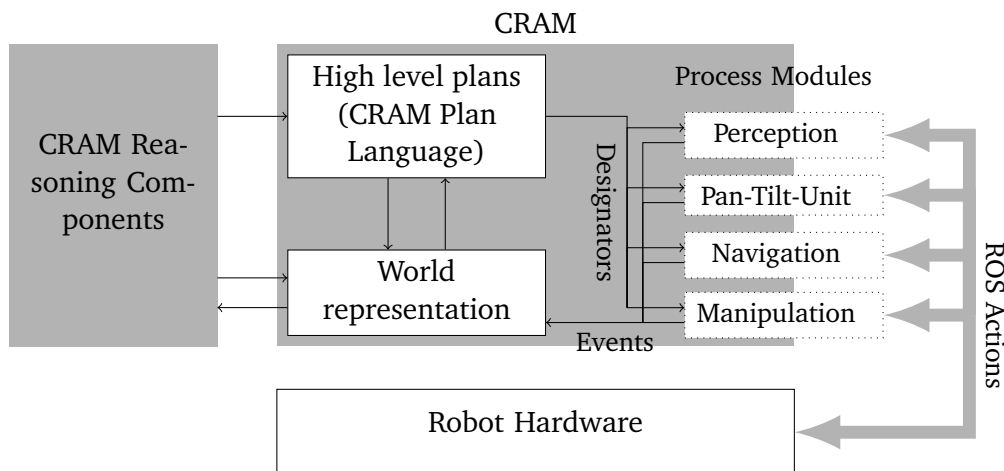 CRAM
CRAM Rea-
soning Com-
ponents
High level plans
(CRAM Plan
Language)
World
representation
Designators
Events
Process Modules
Perception
Pan-Tilt-Unit
Navigation
Manipulation
ROS Actions
Robot Hardware